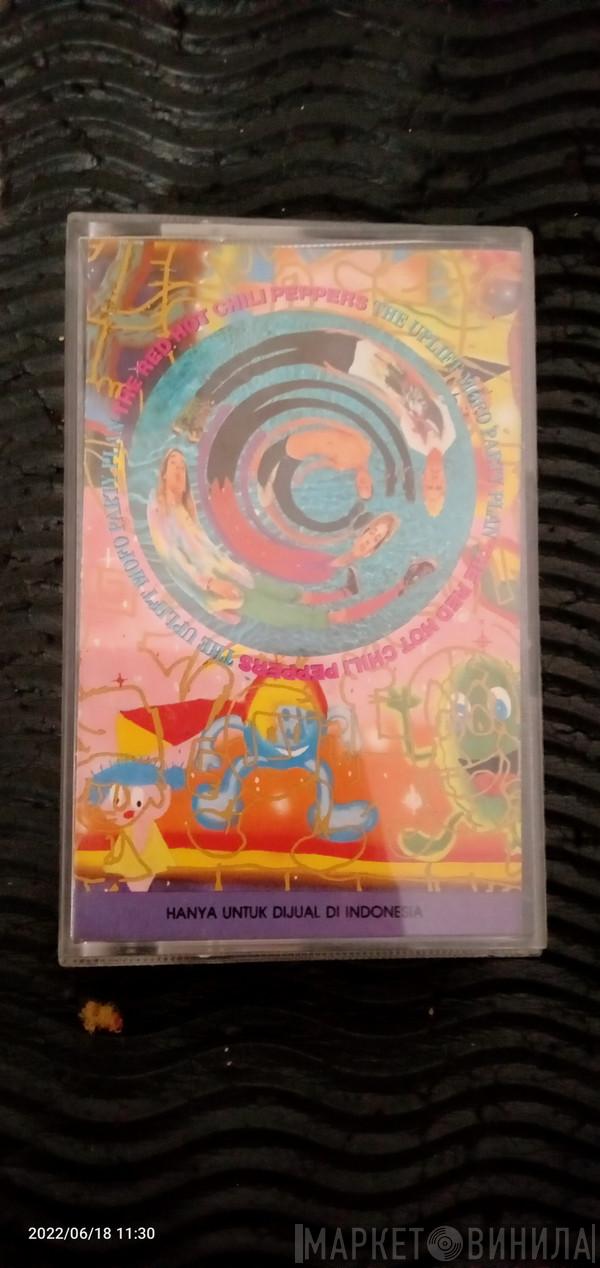 THE RED HOT CHILI PEPPERS THE UPLIFT MOFO PARTY PLAN THE RED HOT CHILI PEPPERS THE UPLIFT MOFO PARTY PLAN
HANYA UNTUK DIJUAL DI INDONESIA
2022/06/18 11:30
МАРКЕТ ВИНИЛА